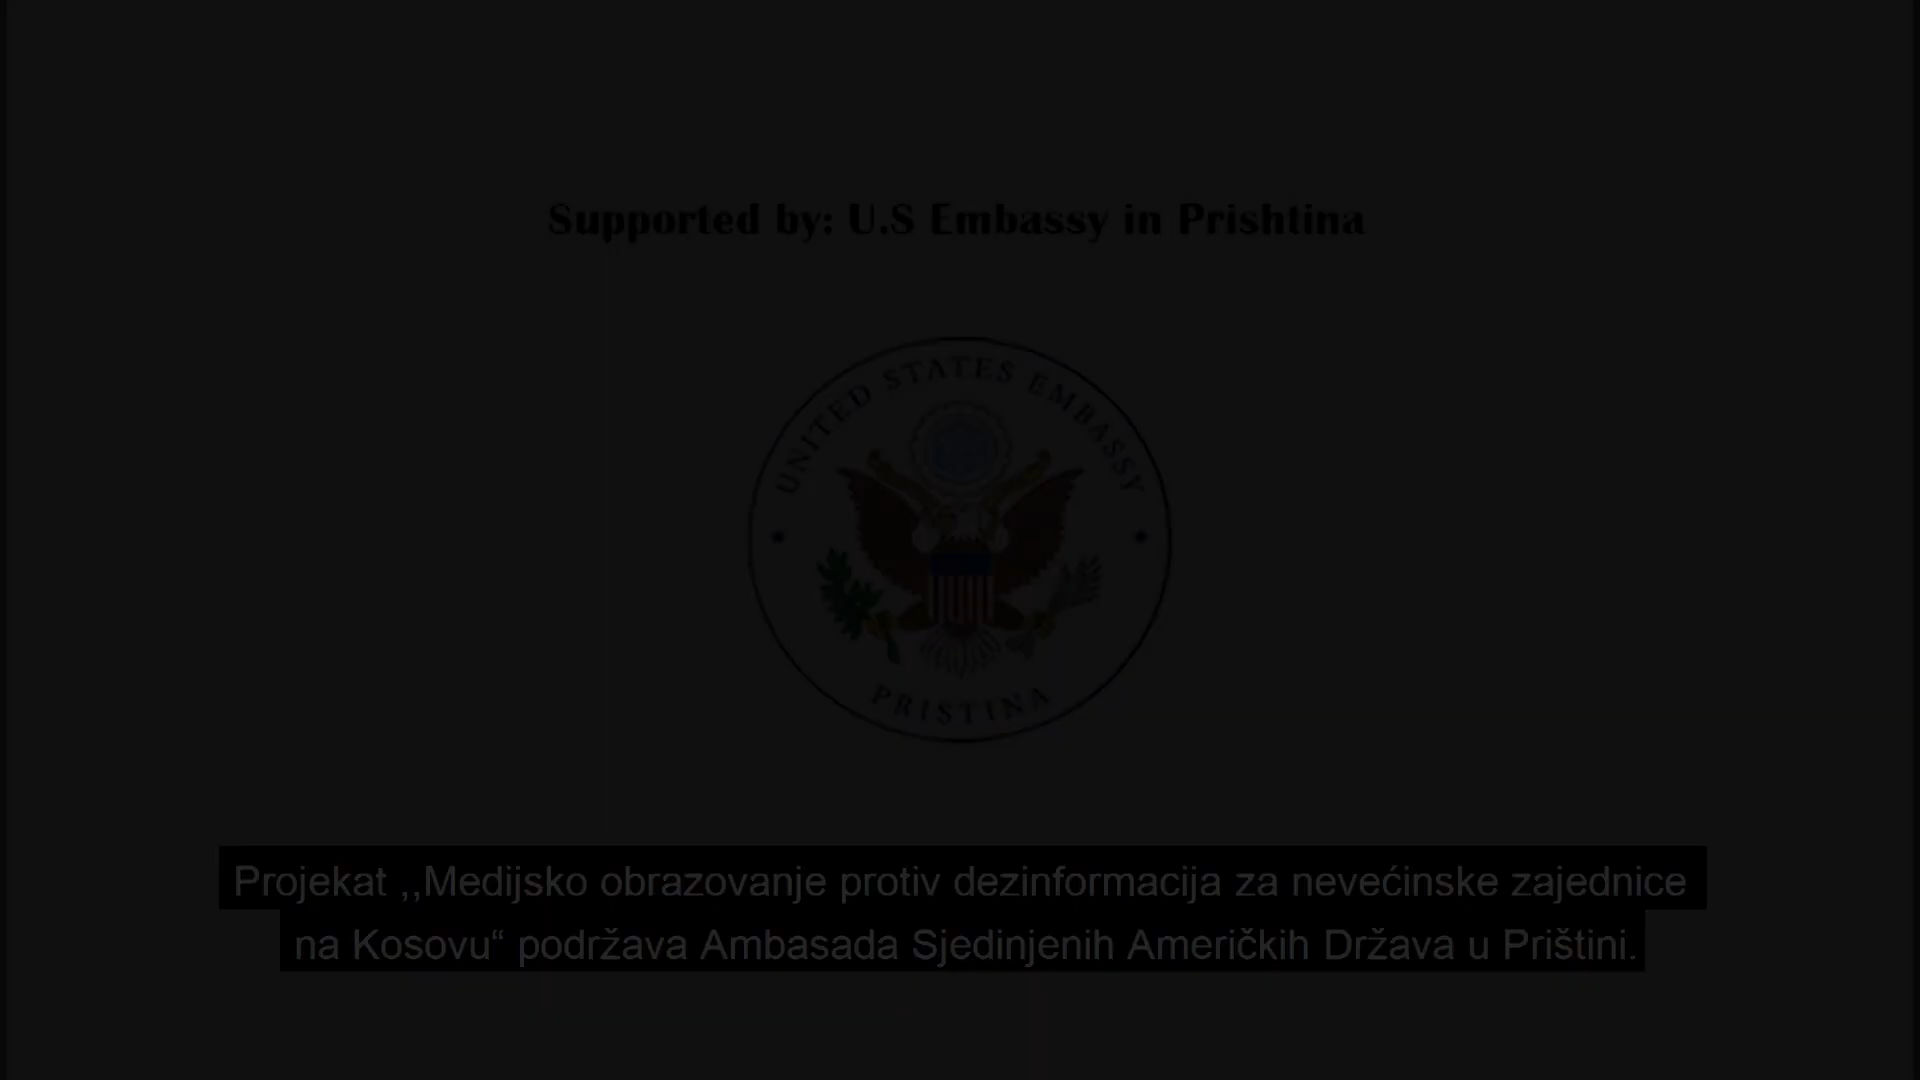 Supported by: U.S Embassy in Prishtina
UNITED STATES EMBASSY
PRISTINA
Projekat ,,Medijsko obrazovanje protiv dezinformacija za nevećinske zajednice
na Kosovu“ podržava Ambasada Sjedinjenih Američkih Država u Prištini.